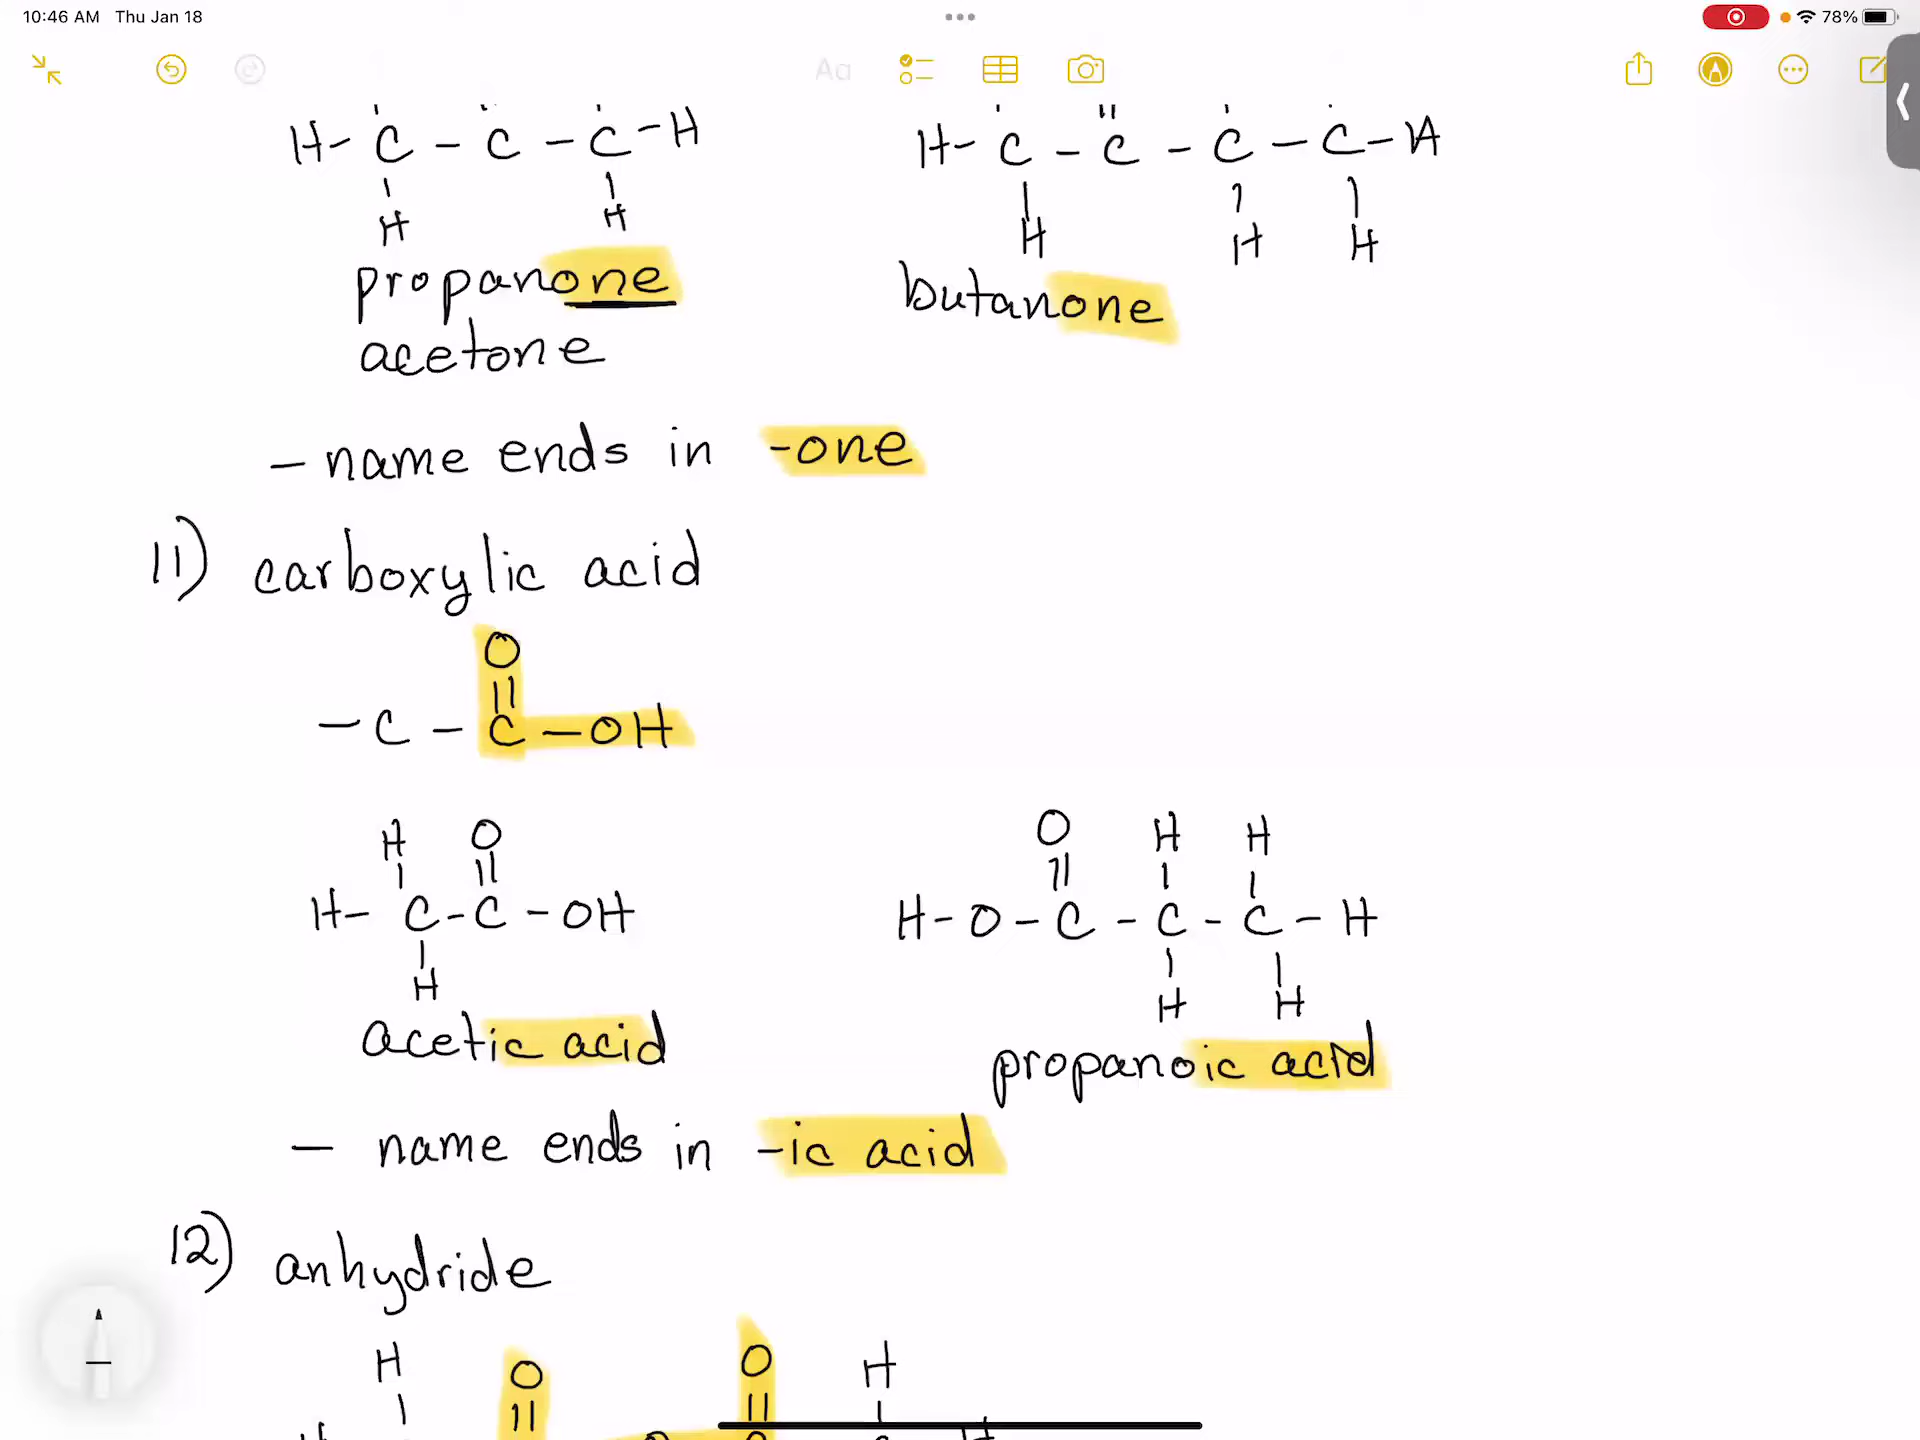 10:46 AM Thu Jan 18
78%
Aa
H- C - C - C -H
H H
H- C - C - C - C - H
H H H
propanone
butanone
acetone
- name ends in -one
11) carboxylic acid
O
- C - C - OH
H O
H- C - C - OH
H
acetic acid
O H H
H - O - C - C - C - H
H H
propanoic acid
- name ends in -ic acid
12) anhydride
H O O H